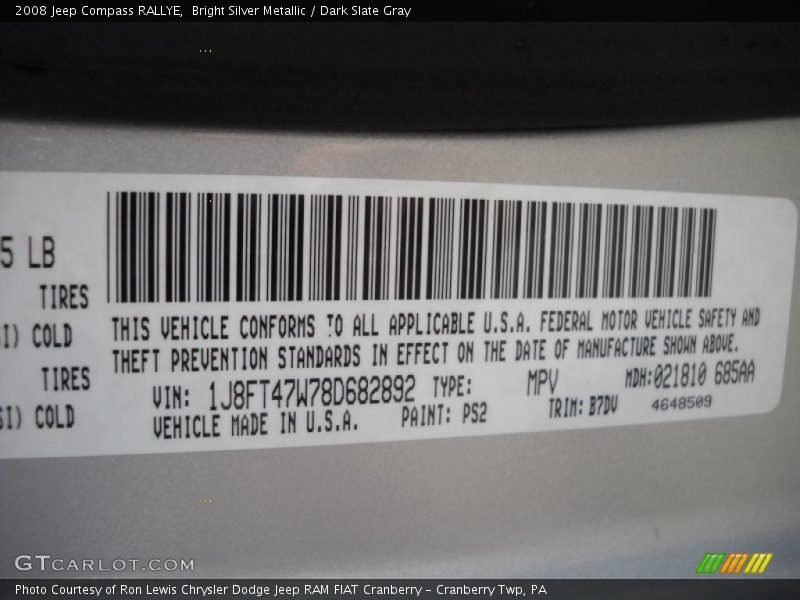 2008 Jeep Compass RALLYE,  Bright Silver Metallic / Dark Slate Gray
5 LB
TIRES
SI) COLD
TIRES
SI) COLD
THIS VEHICLE CONFORMS TO ALL APPLICABLE U.S.A. FEDERAL MOTOR VEHICLE SAFETY AND
THEFT PREVENTION STANDARDS IN EFFECT ON THE DATE OF MANUFACTURE SHOWN ABOVE.
VIN: 1J8FT47W78D682892 TYPE: MPV MDH:021810 685AA
VEHICLE MADE IN U.S.A. PAINT: PS2 TRIM: B7DV 4648509
GTCARLOT.COM
Photo Courtesy of Ron Lewis Chrysler Dodge Jeep RAM FIAT Cranberry - Cranberry Twp, PA